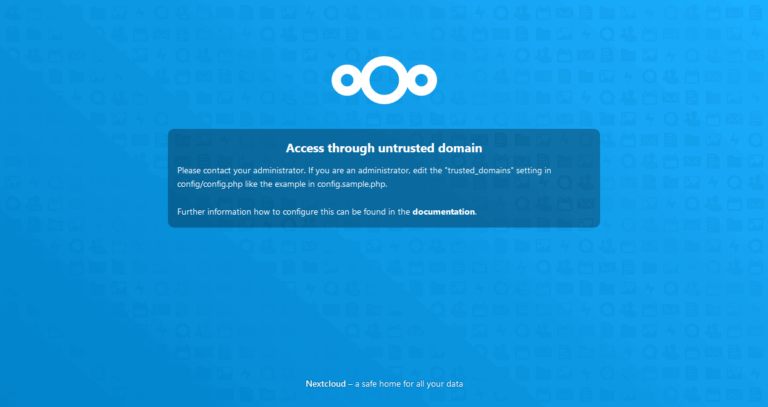 Access through untrusted domain
Please contact your administrator. If you are an administrator, edit the "trusted_domains" setting in
config/config.php like the example in config.sample.php.
Further information how to configure this can be found in the documentation.
Nextcloud – a safe home for all your data